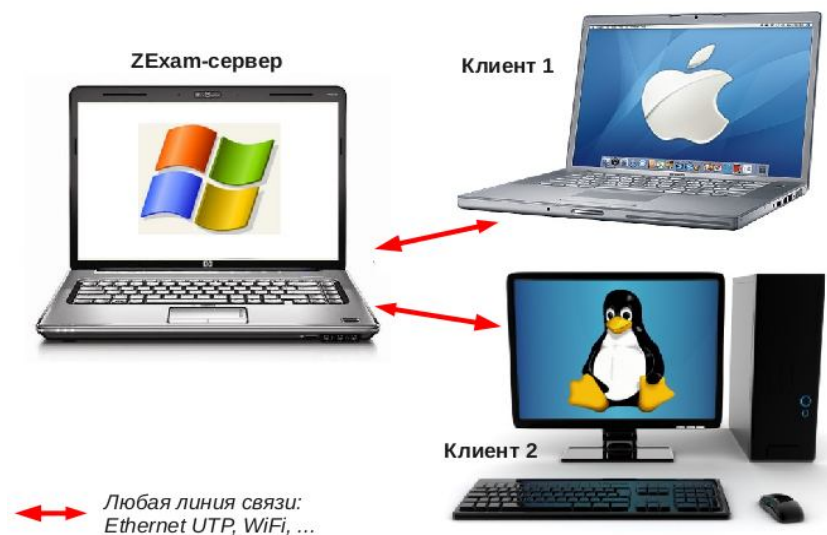 ZExam-сервер
Клиент 1
Клиент 2
Любая линия связи:
Ethernet UTP, WiFi, ...